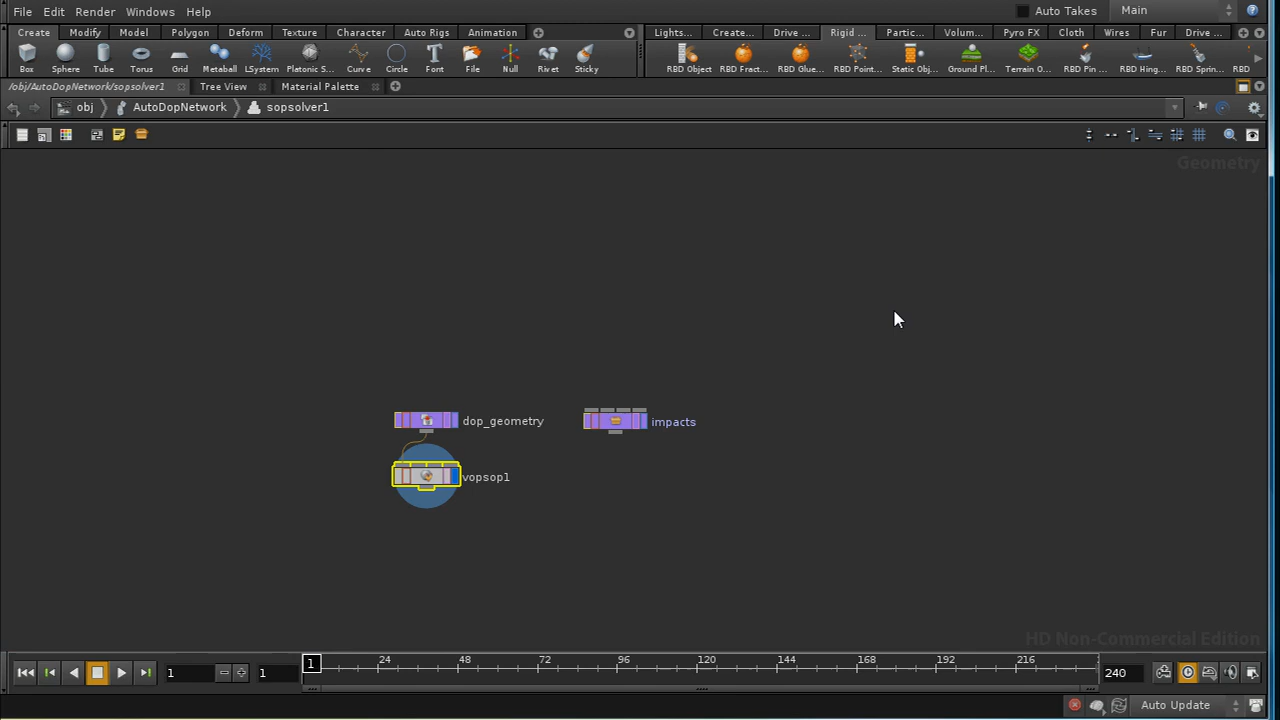 File Edit Render Windows Help
Auto Takes Main
Create Modify Model Polygon Deform Texture Character Auto Rigs Animation
Lights... Create... Drive ... Rigid ... Partic... Volum... Pyro FX Cloth Wires Fur Drive ...
Box Sphere Tube Torus Grid Metaball LSystem Platonic S... Curve Circle Font File Null Rivet Sticky
RBD Object RBD Fract... RBD Glue... RBD Point... Static Obj... Ground Pl... Terrain O... RBD Pin ... RBD Hing... RBD Sprin... RBD
/obj/AutoDopNetwork/sopsolver1 Tree View Material Palette
obj AutoDopNetwork sopsolver1
Geometry
dop_geometry impacts
vopsop1
HD Non-Commercial Edition
1 1 1 24 48 72 96 120 144 168 192 216 240
Auto Update